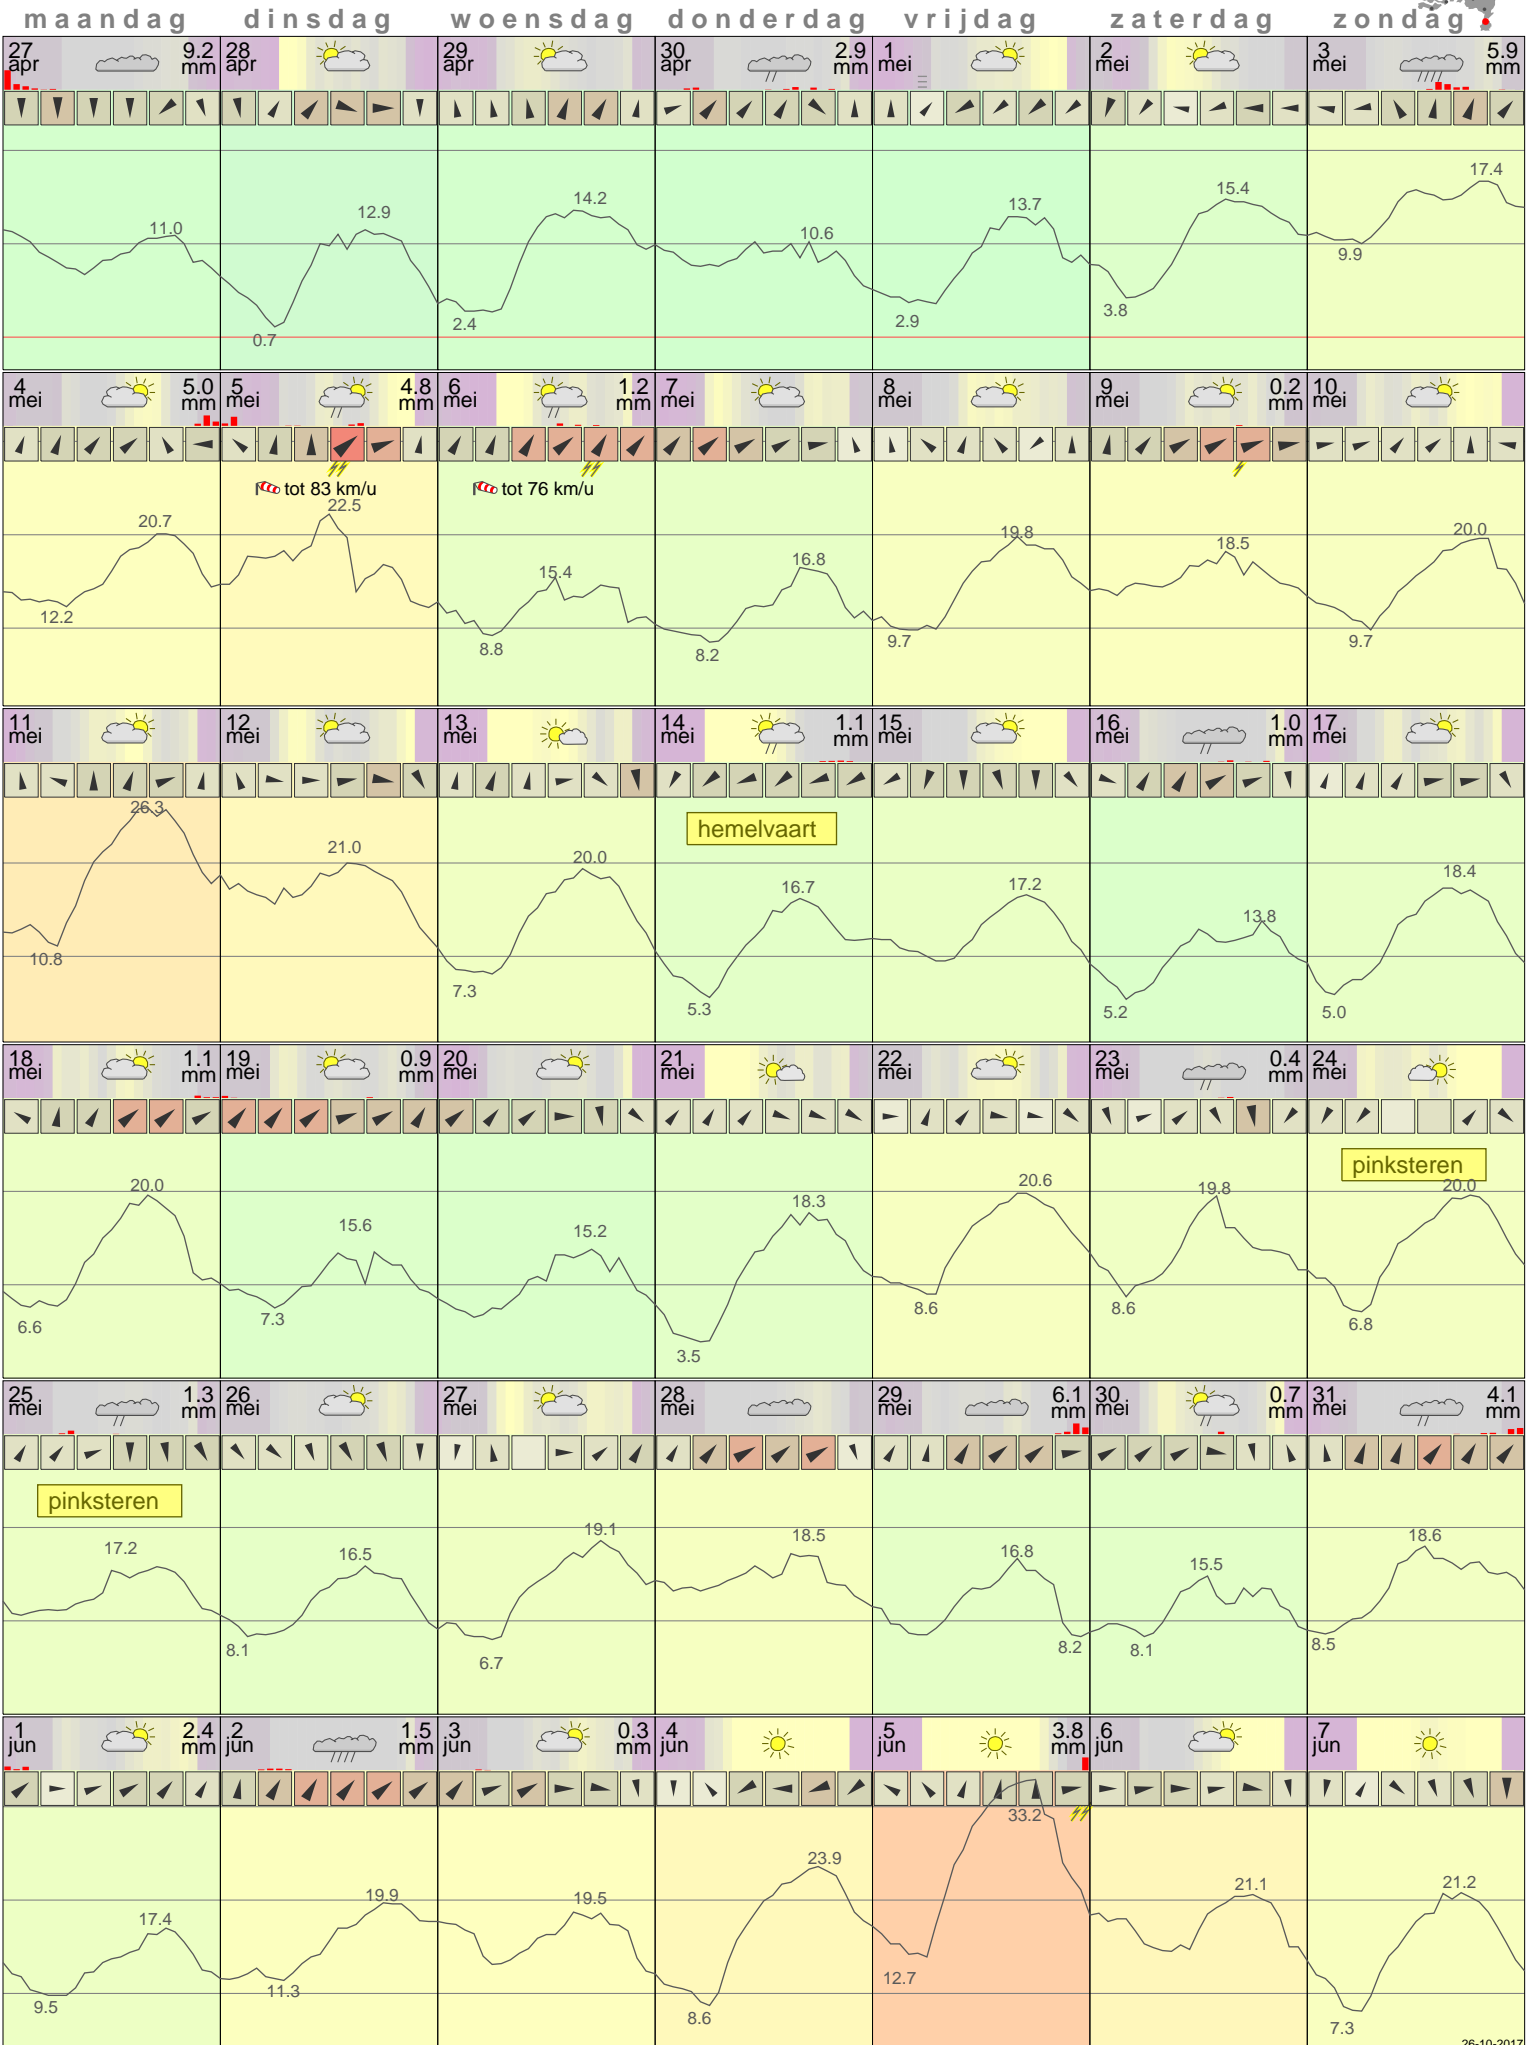 maandag dinsdag woensdag donderdag vrijdag zaterdag zondag
27 apr 9.2 mm 28 apr 29 apr 30 apr 2.9 mm 1 mei 2 mei 3 mei 5.9 mm
11.0 0.7 12.9 2.4 14.2 10.6 2.9 13.7 3.8 15.4 9.9 17.4
4 mei 5.0 mm 5 mei 4.8 mm 6 mei 1.2 mm 7 mei 8 mei 9 mei 0.2 mm 10 mei
tot 83 km/u tot 76 km/u
12.2 20.7 22.5 8.8 15.4 8.2 16.8 9.7 19.8 18.5 9.7 20.0
11 mei 12 mei 13 mei 14 mei 1.1 mm 15 mei 16 mei 1.0 mm 17 mei
hemelvaart
10.8 26.3 21.0 7.3 20.0 5.3 16.7 17.2 5.2 13.8 5.0 18.4
18 mei 1.1 mm 19 mei 0.9 mm 20 mei 21 mei 22 mei 23 mei 0.4 mm 24 mei
pinksteren
6.6 20.0 7.3 15.6 15.2 3.5 18.3 8.6 20.6 8.6 19.8 6.8 20.0
25 mei 1.3 mm 26 mei 27 mei 28 mei 29 mei 6.1 mm 30 mei 0.7 mm 31 mei 4.1 mm
pinksteren
17.2 8.1 16.5 6.7 19.1 18.5 16.8 8.2 8.1 15.5 8.5 18.6
1 jun 2.4 mm 2 jun 1.5 mm 3 jun 0.3 mm 4 jun 5 jun 3.8 mm 6 jun 7 jun
9.5 17.4 11.3 19.9 19.5 8.6 23.9 12.7 33.2 21.1 7.3 21.2
26-10-2017